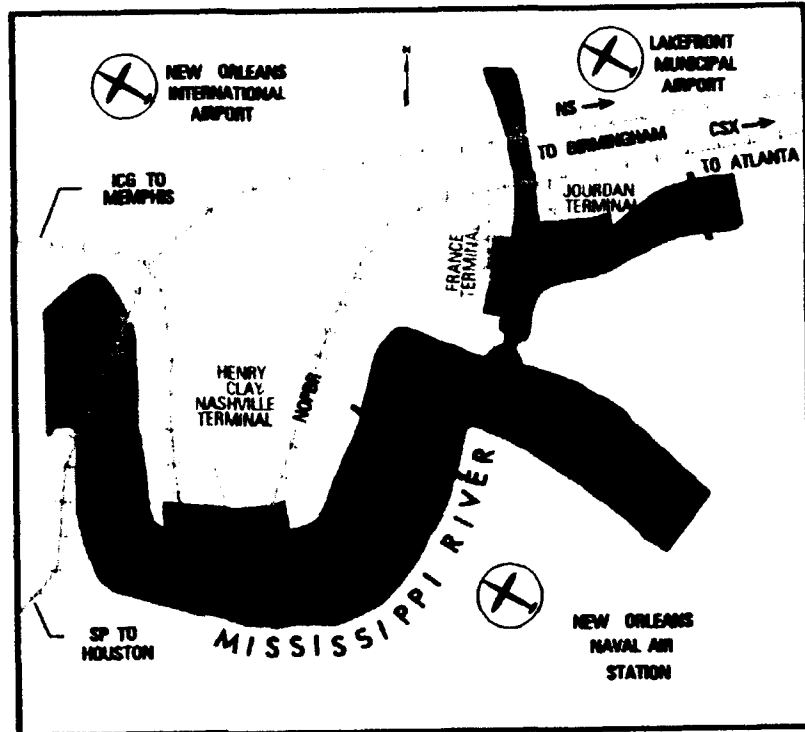 NEW ORLEANS
INTERNATIONAL
AIRPORT
N
LAKEFRONT
MUNICIPAL
AIRPORT
NS →
TO BIRMINGHAM
CSX →
TO ATLANTA
ICG TO
MEMPHIS
JOURDAN
TERMINAL
FRANCE
TERMINAL
HENRY
CLAY
NASHVILLE
TERMINAL
NOPBR
MISSISSIPPI RIVER
SP TO
HOUSTON
NEW ORLEANS
NAVAL AIR
STATION